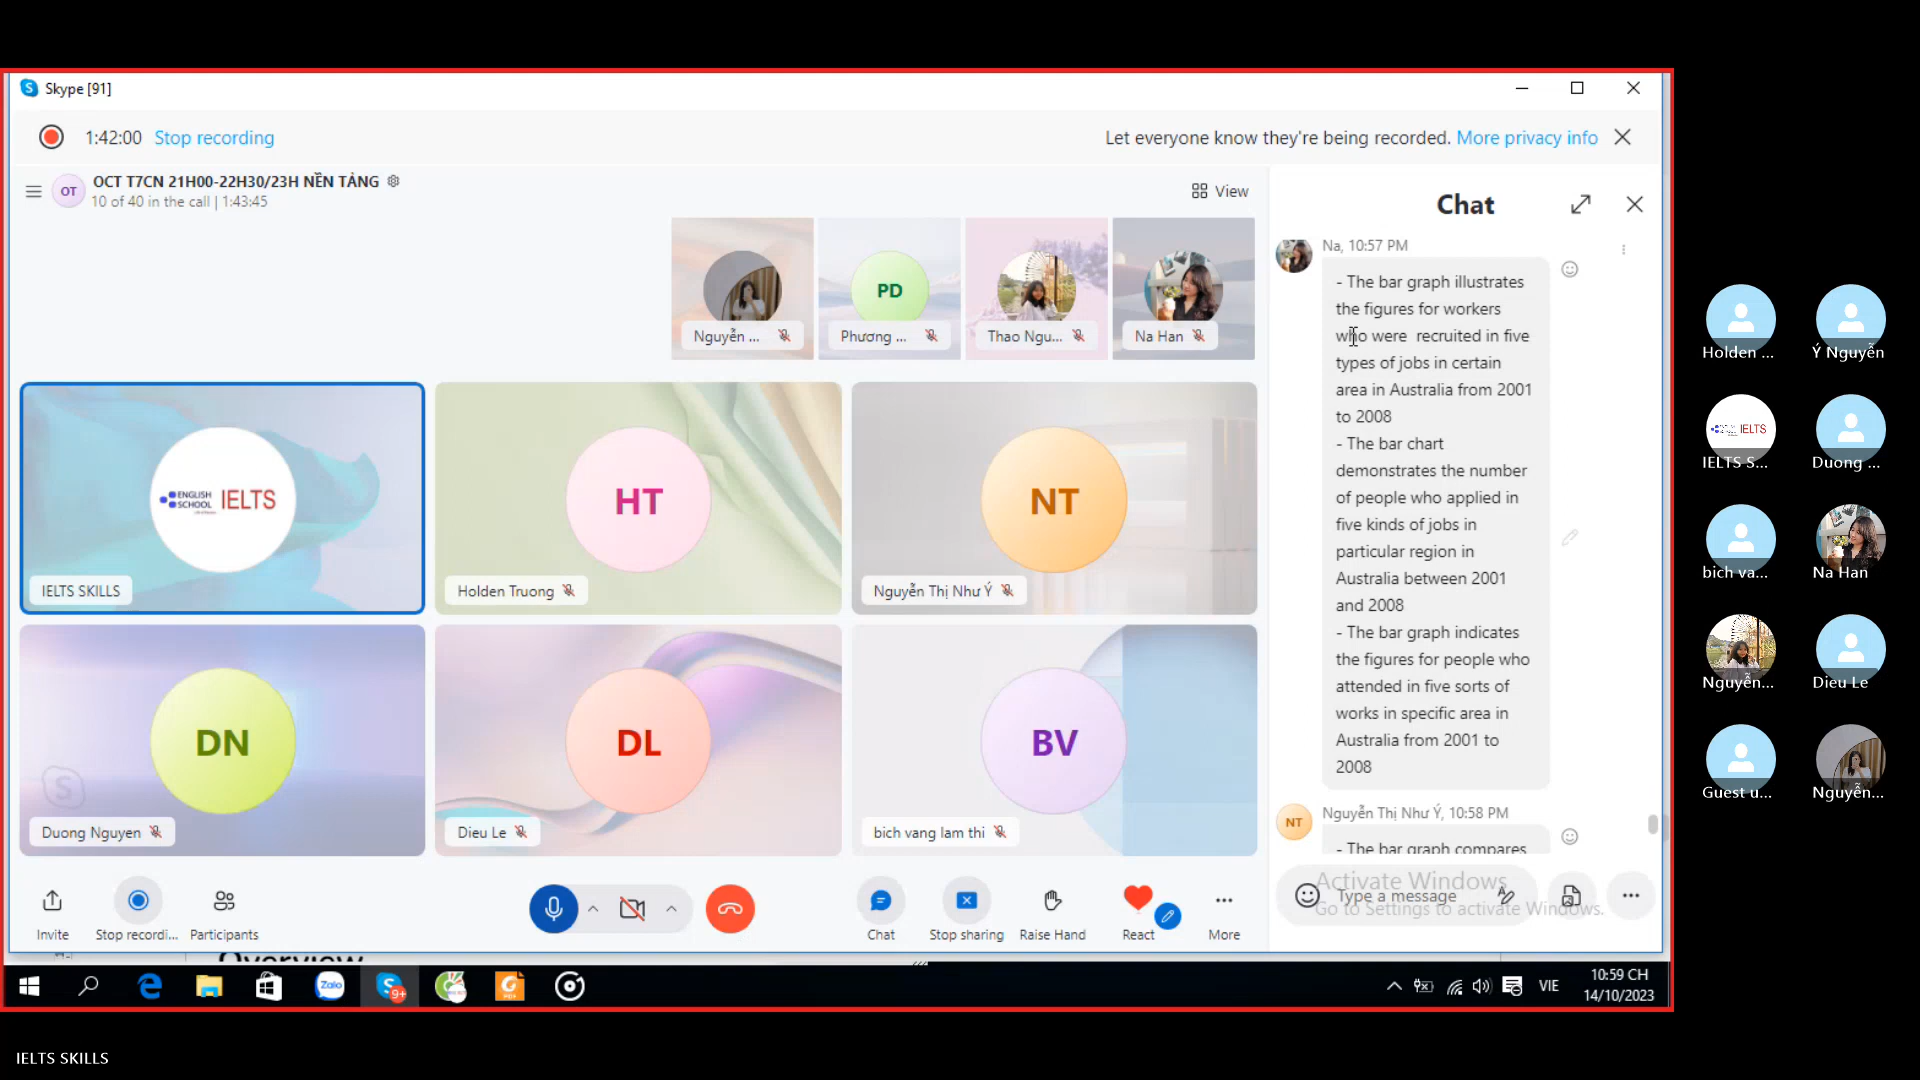 Skype [91]
1:42:00 Stop recording
Let everyone know they're being recorded. More privacy info
OT
OCT T7CN 21H00-22H30/23H NỀN TẢNG
10 of 40 in the call | 1:43:45
View
Nguyễn ...
PD
Phương ...
Thao Ngu...
Na Han
ENGLISH
SCHOOL
IELTS
IELTS SKILLS
HT
Holden Truong
NT
Nguyễn Thị Như Ý
DN
Duong Nguyen
DL
Dieu Le
BV
bich vang lam thi
Chat
Na, 10:57 PM
- The bar graph illustrates
the figures for workers
who were recruited in five
types of jobs in certain
area in Australia from 2001
to 2008
- The bar chart
demonstrates the number
of people who applied in
five kinds of jobs in
particular region in
Australia between 2001
and 2008
- The bar graph indicates
the figures for people who
attended in five sorts of
works in specific area in
Australia from 2001 to
2008
NT
Nguyễn Thị Như Ý, 10:58 PM
- The bar graph compares
Type a message
Activate Windows
Go to Settings to activate Windows.
Invite
Stop recordi...
Participants
Chat
Stop sharing
Raise Hand
React
More
Overview
Zalo
9+
VIE
10:59 CH
14/10/2023
Holden ...
Ý Nguyễn
IELTS
IELTS S...
Duong ...
bich va...
Na Han
Nguyễn...
Dieu Le
Guest u...
Nguyễn...
IELTS SKILLS